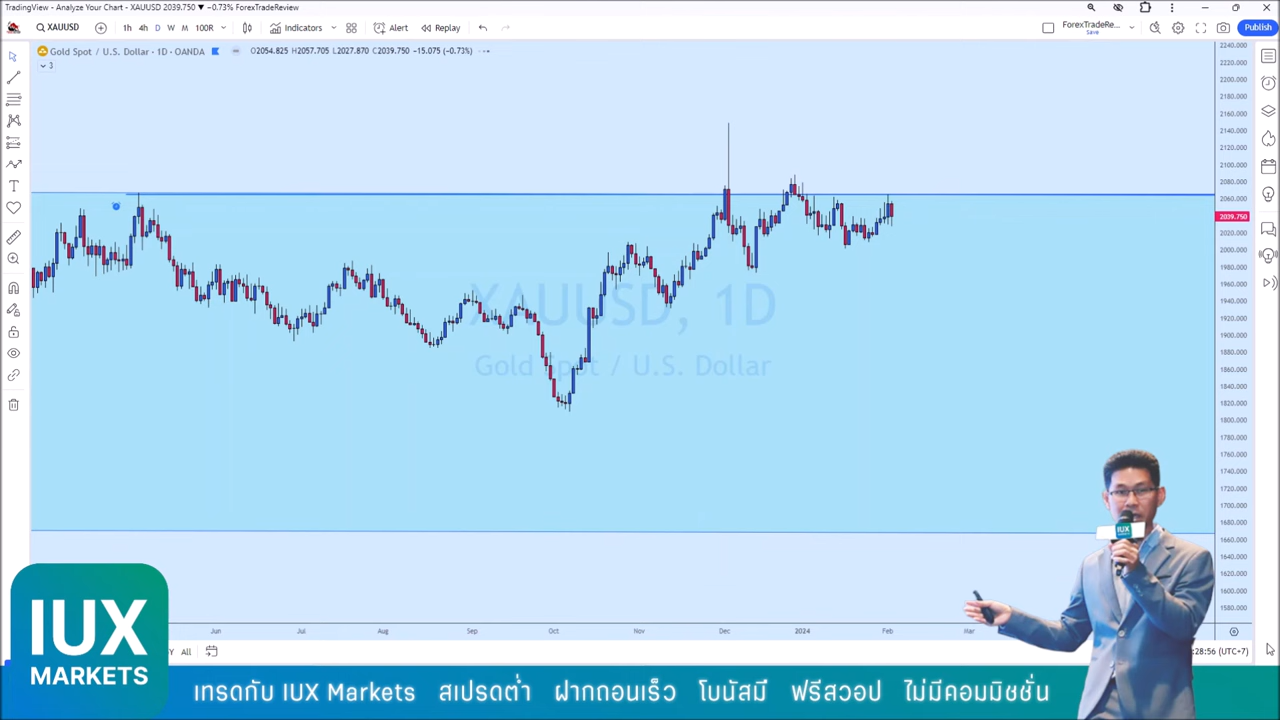 TradingView - Analyze Your Chart - XAUUSD 2039.750 ▼ −0.73% ForexTradeReview
XAUUSD 1h 4h D W M 100R Indicators Alert Replay ForexTradeRe... Save Publish
Gold Spot / U.S. Dollar · 1D · OANDA O2054.825 H2057.705 L2027.870 C2039.750 −15.075 (−0.73%)
3
2240.000
2220.000
2200.000
2180.000
2160.000
2140.000
2120.000
2100.000
2080.000
2060.000
2039.750
2020.000
2000.000
1980.000
1960.000
1940.000
1920.000
1900.000
1880.000
1860.000
1840.000
1820.000
1800.000
1780.000
1760.000
1740.000
1720.000
1700.000
1680.000
1660.000
1640.000
1620.000
1600.000
1580.000
XAUUSD, 1D
Gold Spot / U.S. Dollar
IUX
MARKETS
Jun Jul Aug Sep Oct Nov Dec 2024 Feb Mar
Y All :28:56 (UTC+7)
IUX
MARKETS
เทรดกับ IUX Markets สเปรดต่ำ ฝากถอนเร็ว โบนัสมี ฟรีสวอป ไม่มีคอมมิชชั่น